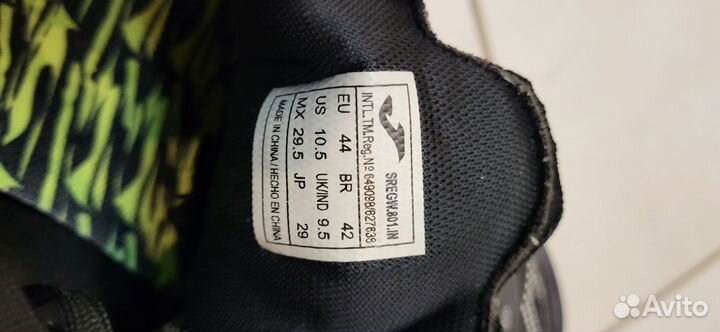 SREGW.801.IN
INTL.TM.Reg.Nº 649098/627638
EU 44 BR 42
US 10.5 UK/IND 9.5
MX 29.5 JP 29
MADE IN CHINA / HECHO EN CHINA
Avito